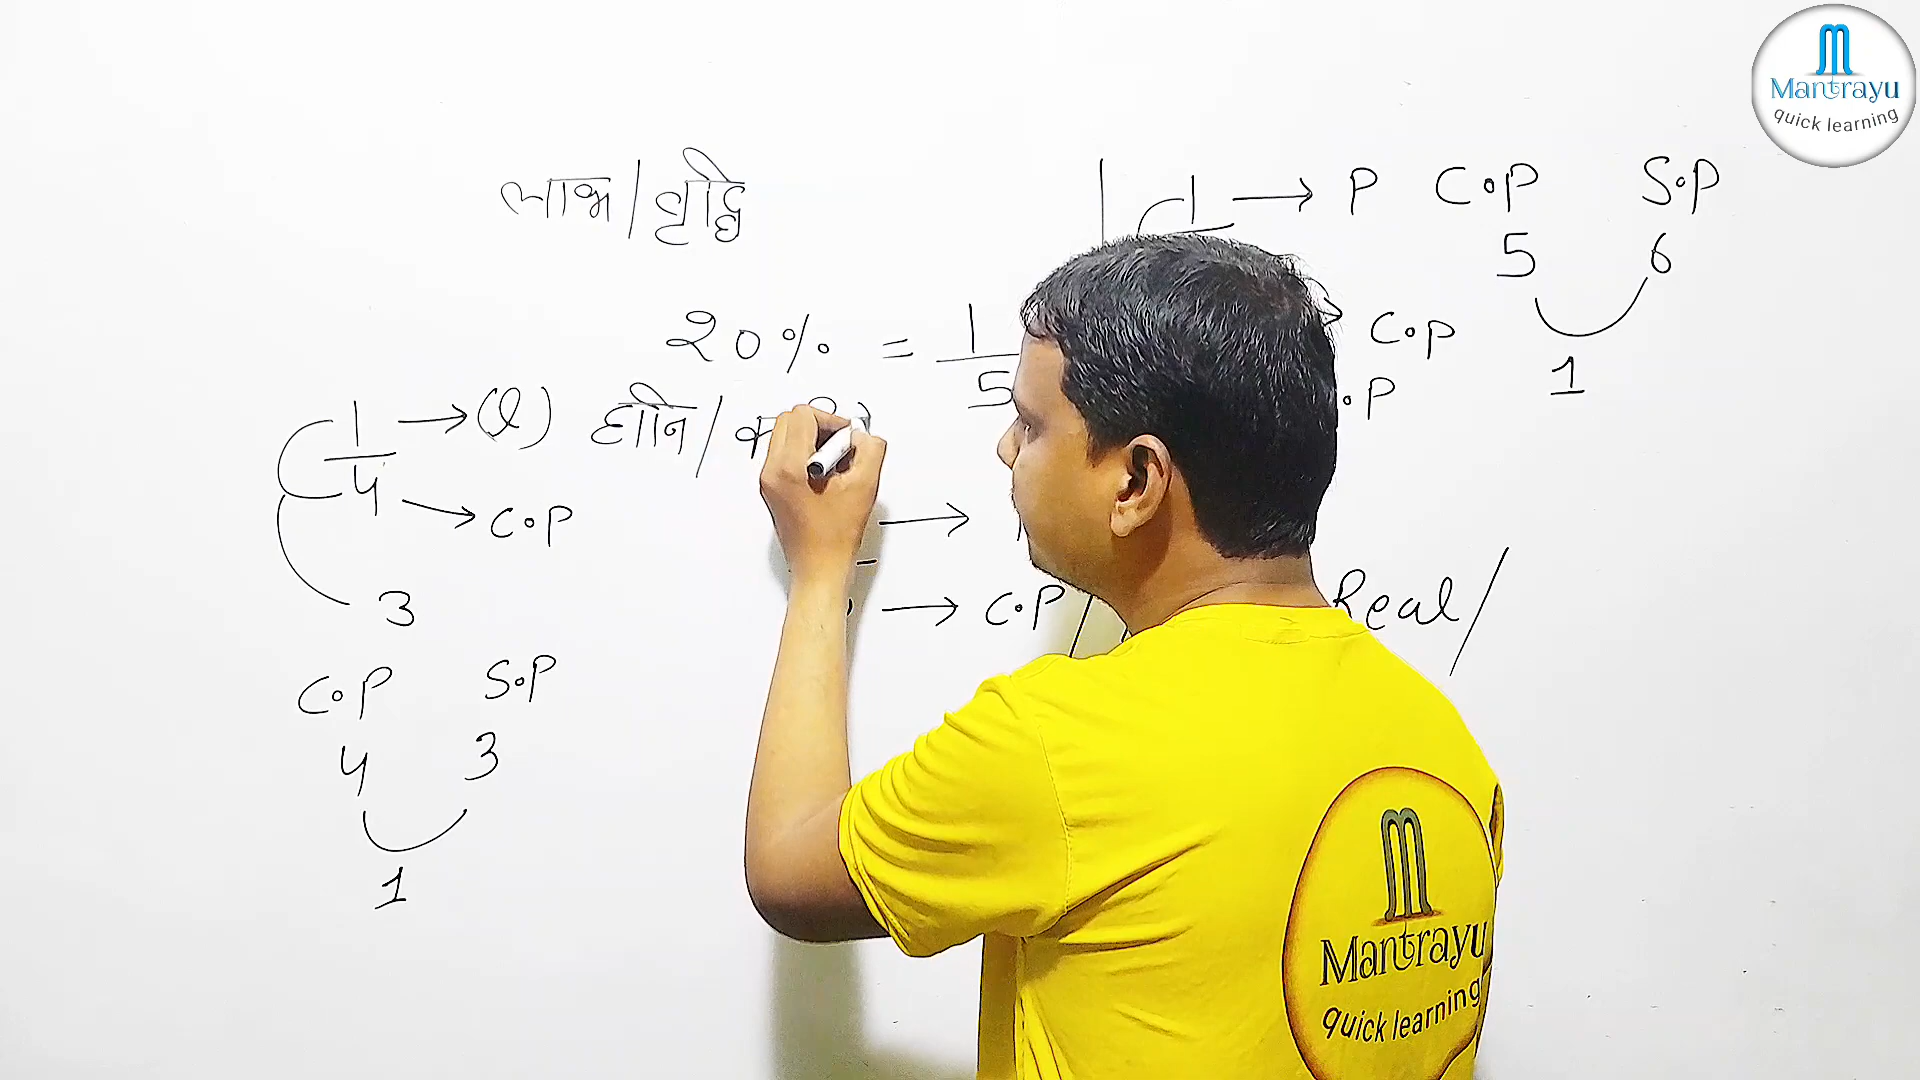 Mantrayu
quick learning
लाभ/वृद्धि
1 → P C.P S.P
5 6
1
20% = 1/5
C.P
.P
1/4 → (l) हानि/
→ C.P
3
→
→ C.P/ Real/
C.P S.P
4 3
1
Mantrayu
quick learning